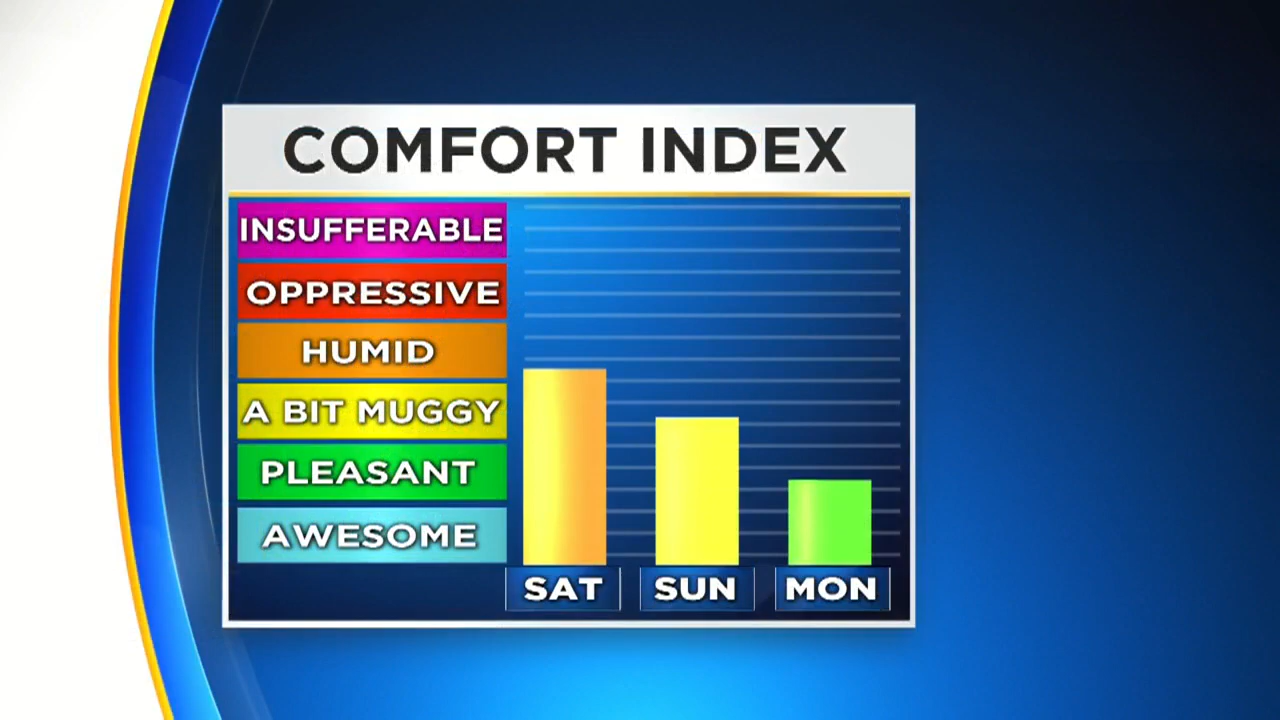 COMFORT INDEX
INSUFFERABLE
OPPRESSIVE
HUMID
A BIT MUGGY
PLEASANT
AWESOME
SAT SUN MON